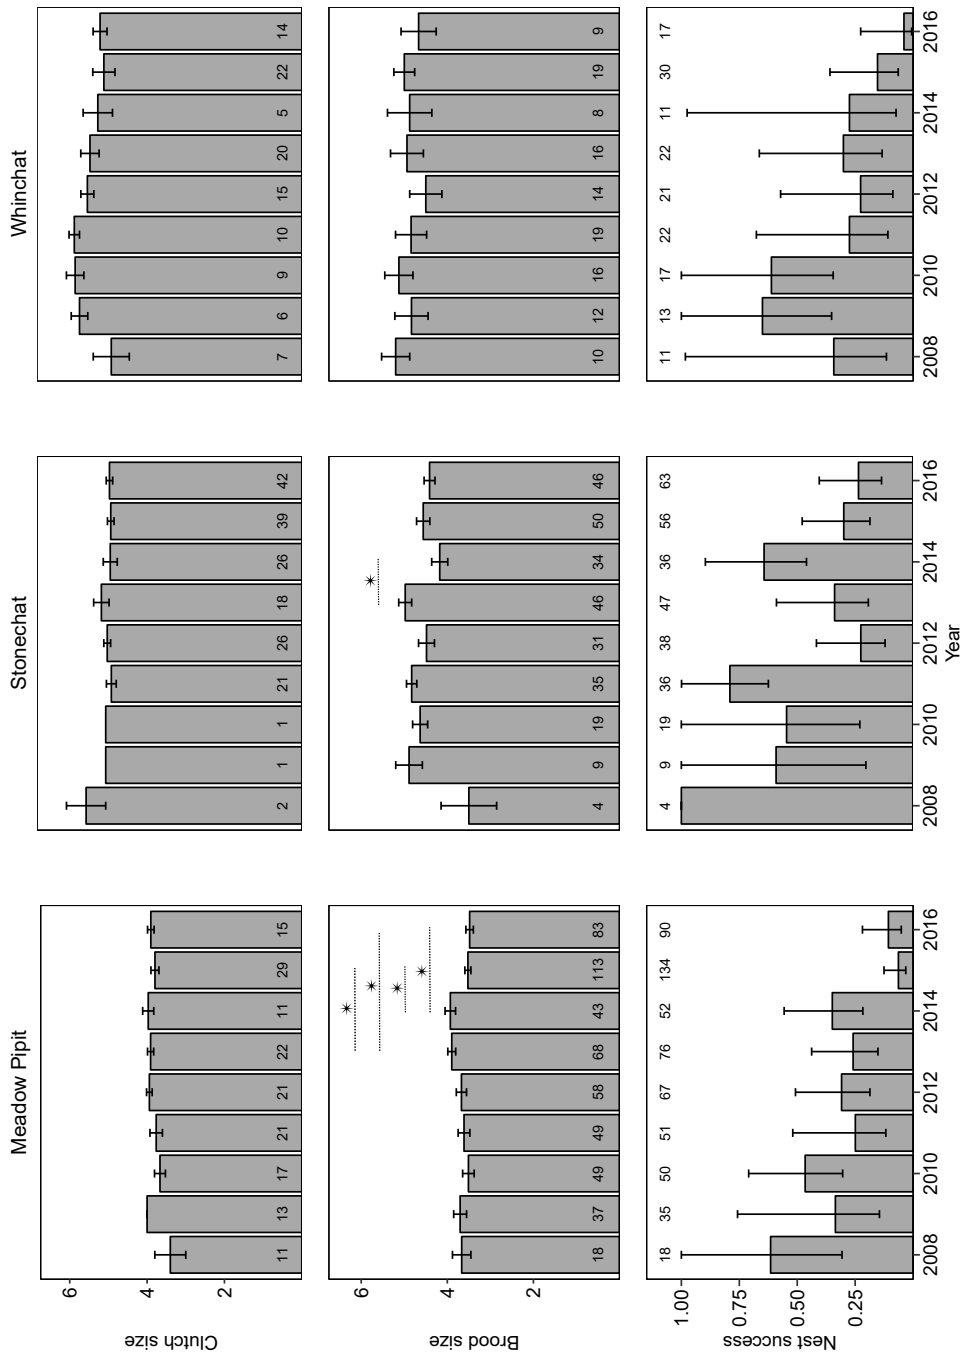 Meadow Pipit Stonechat Whinchat
Clutch size
6
4
2
11 13 17 21 21 22 11 29 15
2 1 1 21 26 18 26 39 42
7 6 9 10 15 20 5 22 14
Brood size
6
4
2
18 37 49 49 58 68 43 113 83
4 9 19 35 31 46 34 50 46
10 12 16 19 14 16 8 19 9
Nest success
1.00
0.75
0.50
0.25
18 35 50 51 67 76 52 134 90
4 9 19 36 38 47 36 56 63
11 13 17 22 21 22 11 30 17
2008 2010 2012 2014 2016
2008 2010 2012 2014 2016
2008 2010 2012 2014 2016
Year